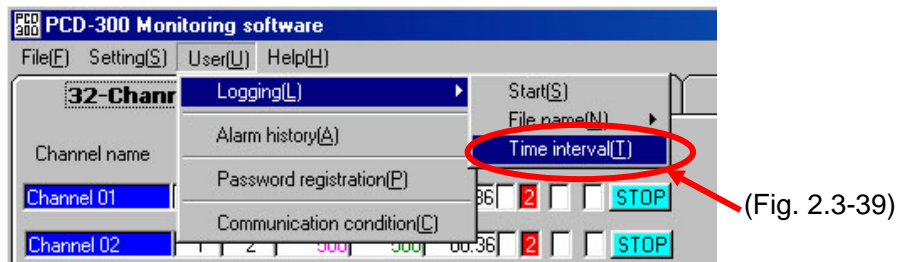 PCD 300 PCD-300 Monitoring software
File(F) Setting(S) User(U) Help(H)
32-Chann Logging(L) Start(S)
File name(N)
Alarm history(A) Time interval(T)
Channel name
Password registration(P)
Channel 01 36 2 STOP
(Fig. 2.3-39)
Communication condition(C)
Channel 02 1 2 500 500 00:36 2 STOP